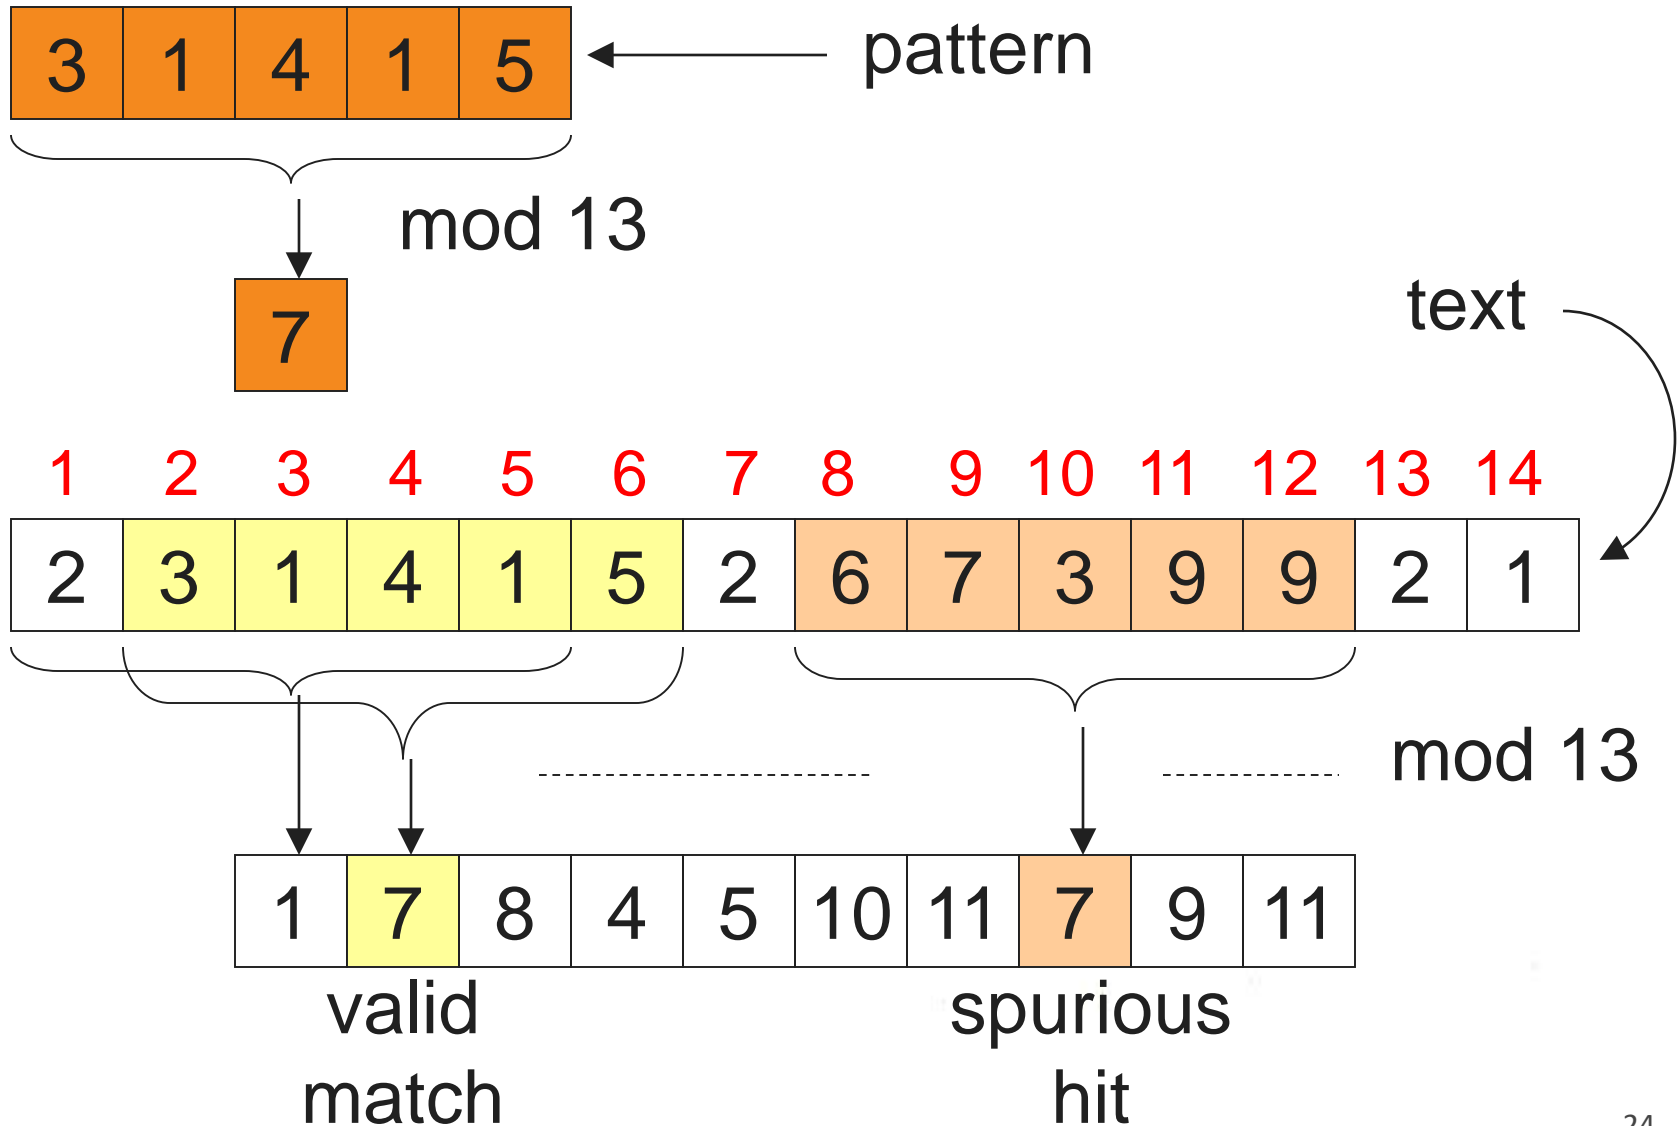 3 1 4 1 5 pattern
mod 13
7
text
1 2 3 4 5 6 7 8 9 10 11 12 13 14
2 3 1 4 1 5 2 6 7 3 9 9 2 1
mod 13
1 7 8 4 5 10 11 7 9 11
valid spurious
match hit
24